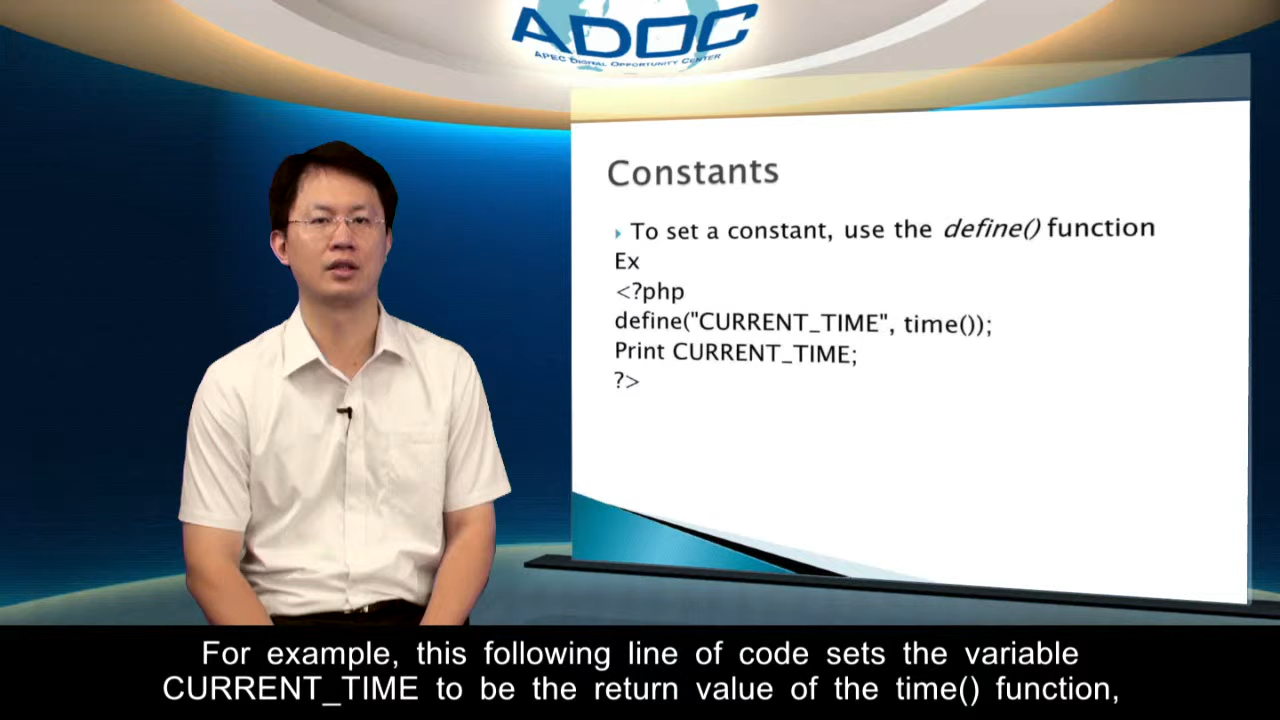 ADOC
APEC DIGITAL OPPORTUNITY CENTER
Constants
To set a constant, use the define() function
Ex
<?php
define("CURRENT_TIME", time());
Print CURRENT_TIME;
?>
For example, this following line of code sets the variable
CURRENT_TIME to be the return value of the time() function,